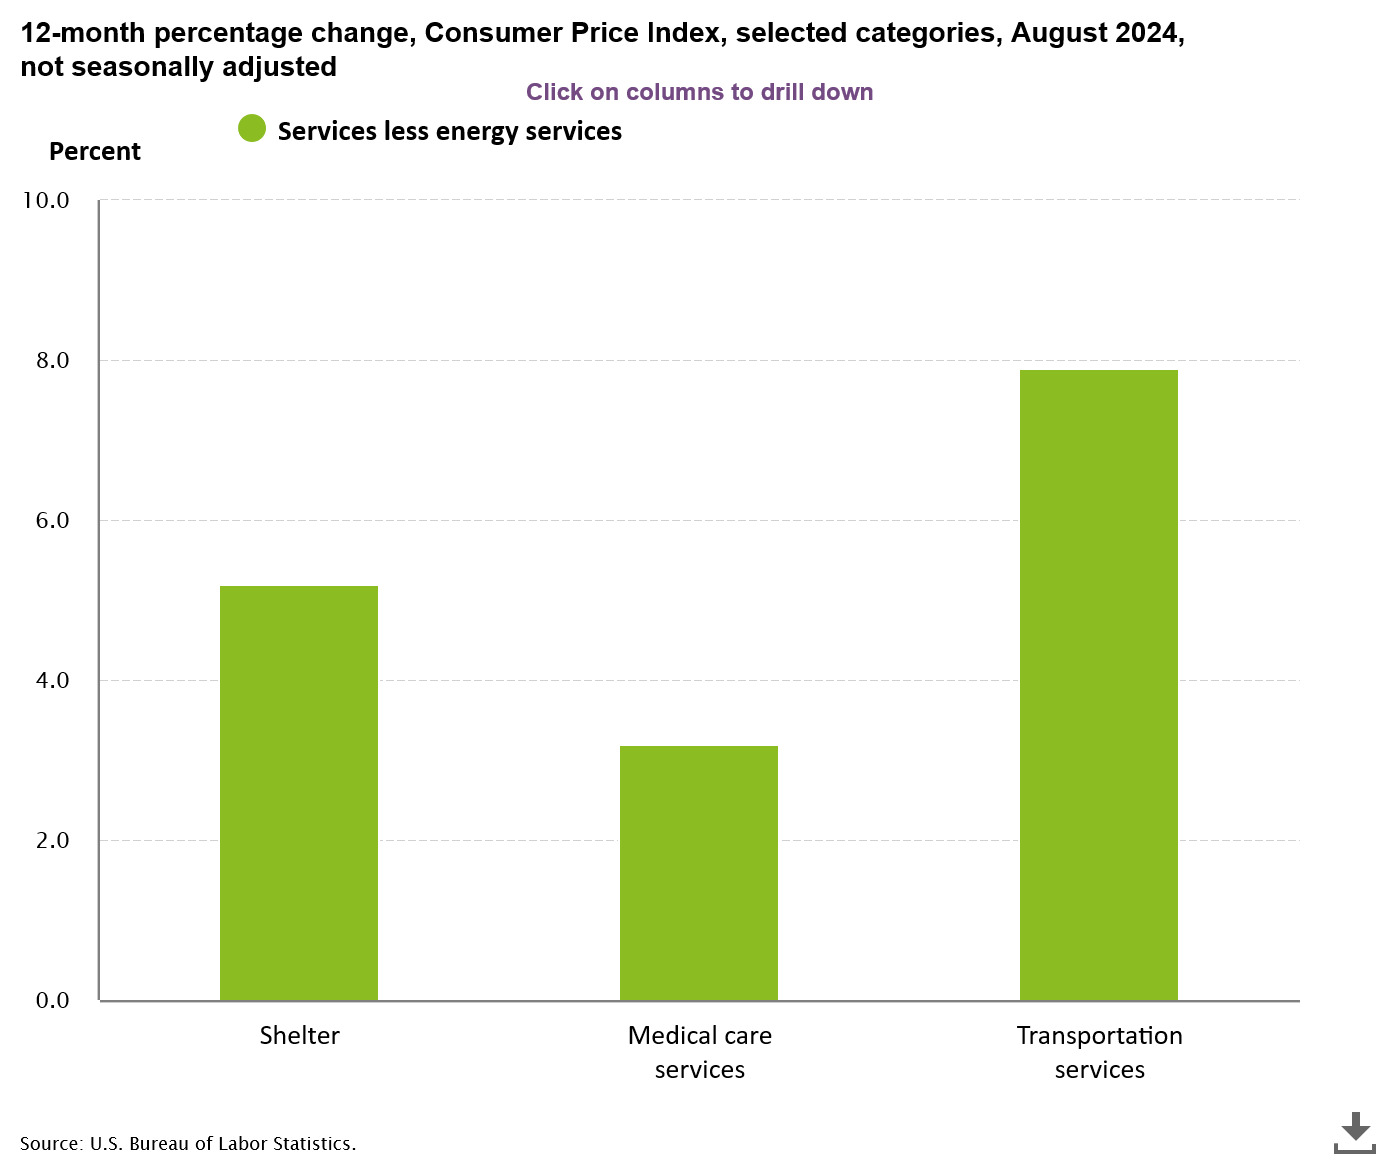 12-month percentage change, Consumer Price Index, selected categories, August 2024,
not seasonally adjusted
Click on columns to drill down
Services less energy services
Percent
10.0
8.0
6.0
4.0
2.0
0.0
Shelter
Medical care
services
Transportation
services
Source: U.S. Bureau of Labor Statistics.